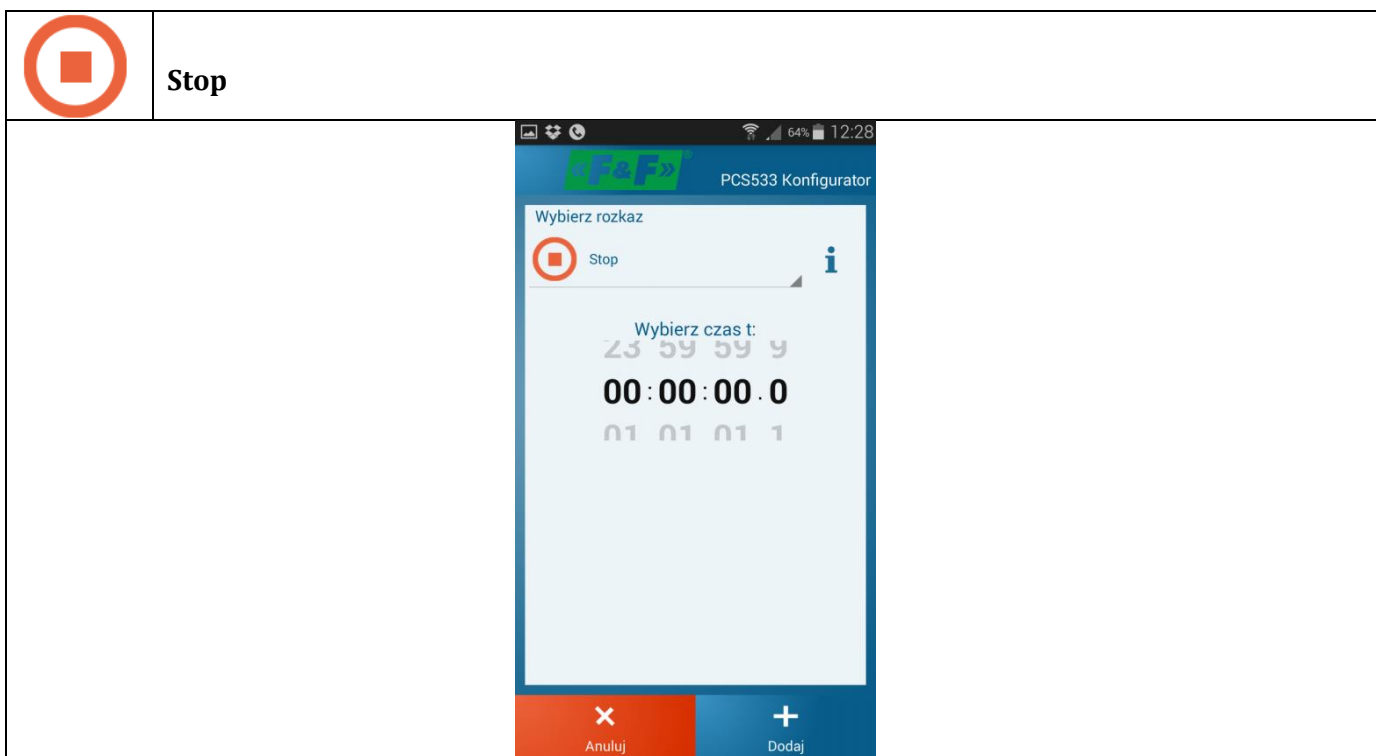 Stop
64% 12:28
«F&F»®
PCS533 Konfigurator
Wybierz rozkaz
Stop
i
Wybierz czas t:
23 59 59 9
00:00:00.0
01 01 01 1
Anuluj
Dodaj